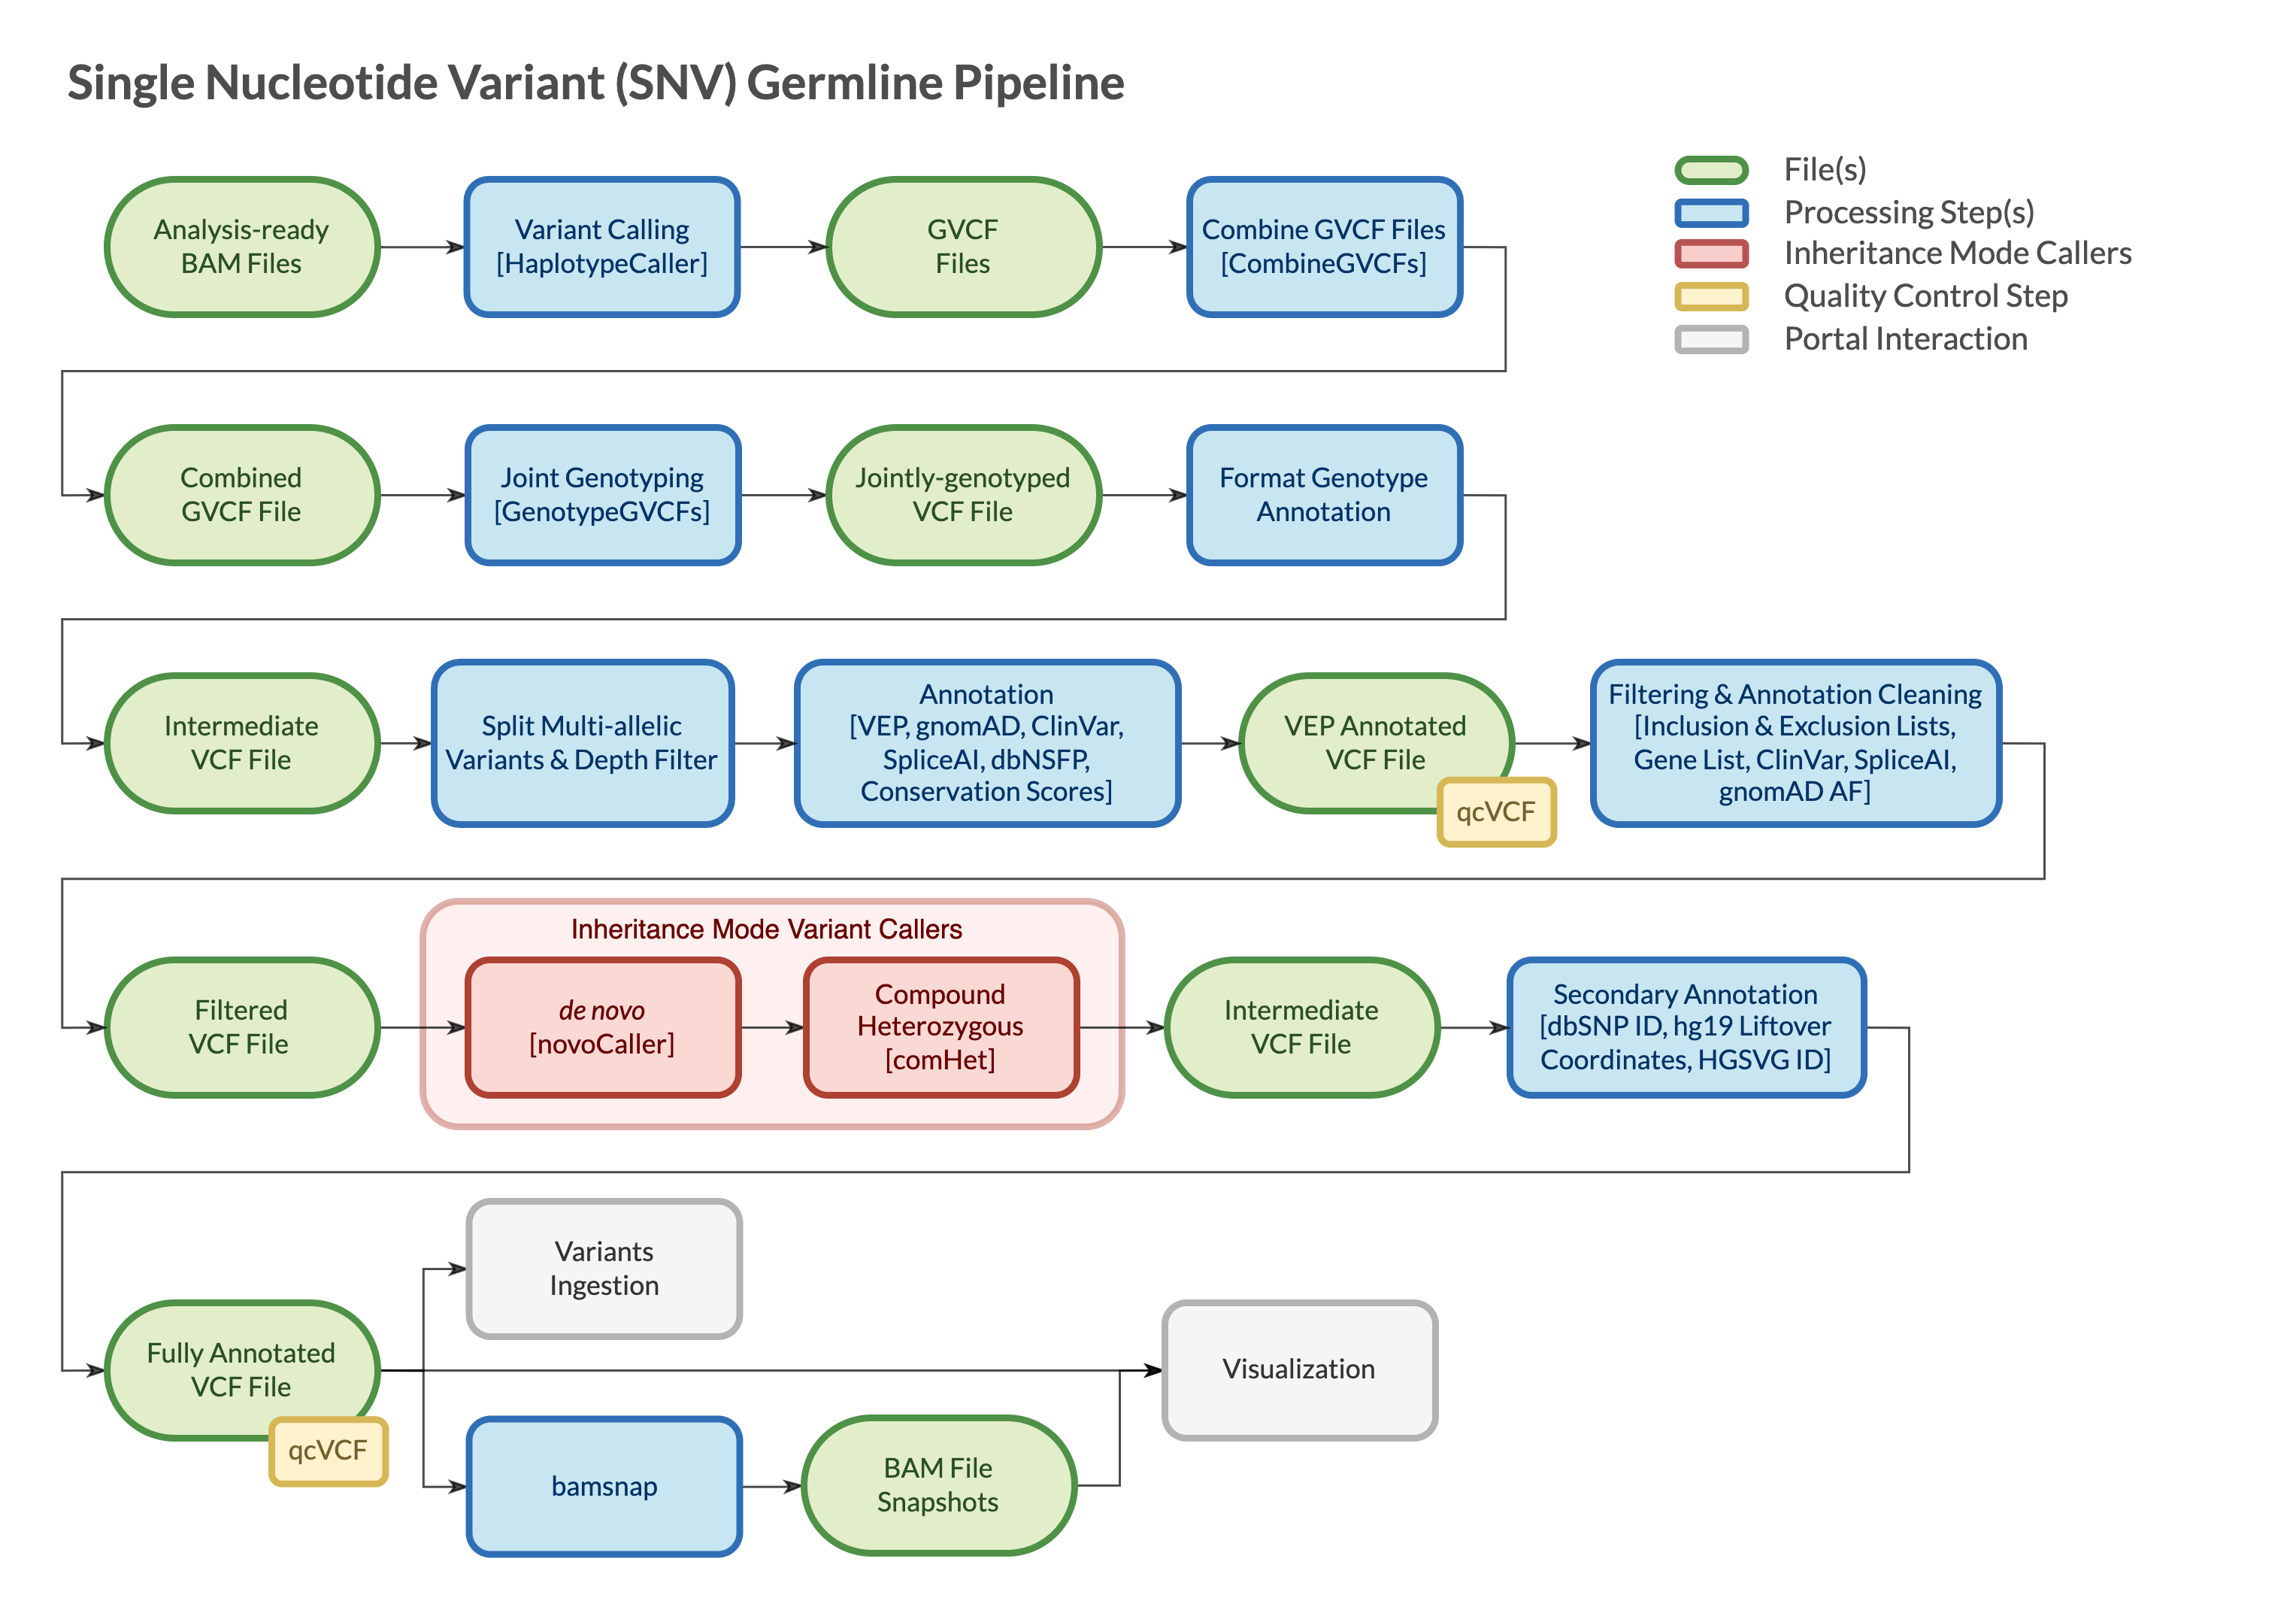 Single Nucleotide Variant (SNV) Germline Pipeline
File(s)
Processing Step(s)
Inheritance Mode Callers
Quality Control Step
Portal Interaction
Analysis-ready
BAM Files
Variant Calling
[HaplotypeCaller]
GVCF
Files
Combine GVCF Files
[CombineGVCFs]
Combined
GVCF File
Joint Genotyping
[GenotypeGVCFs]
Jointly-genotyped
VCF File
Format Genotype
Annotation
Intermediate
VCF File
Split Multi-allelic
Variants & Depth Filter
Annotation
[VEP, gnomAD, ClinVar,
SpliceAI, dbNSFP,
Conservation Scores]
VEP Annotated
VCF File
qcVCF
Filtering & Annotation Cleaning
[Inclusion & Exclusion Lists,
Gene List, ClinVar, SpliceAI,
gnomAD AF]
Filtered
VCF File
Inheritance Mode Variant Callers
de novo
[novoCaller]
Compound
Heterozygous
[comHet]
Intermediate
VCF File
Secondary Annotation
[dbSNP ID, hg19 Liftover
Coordinates, HGSVG ID]
Fully Annotated
VCF File
qcVCF
Variants
Ingestion
bamsnap
BAM File
Snapshots
Visualization